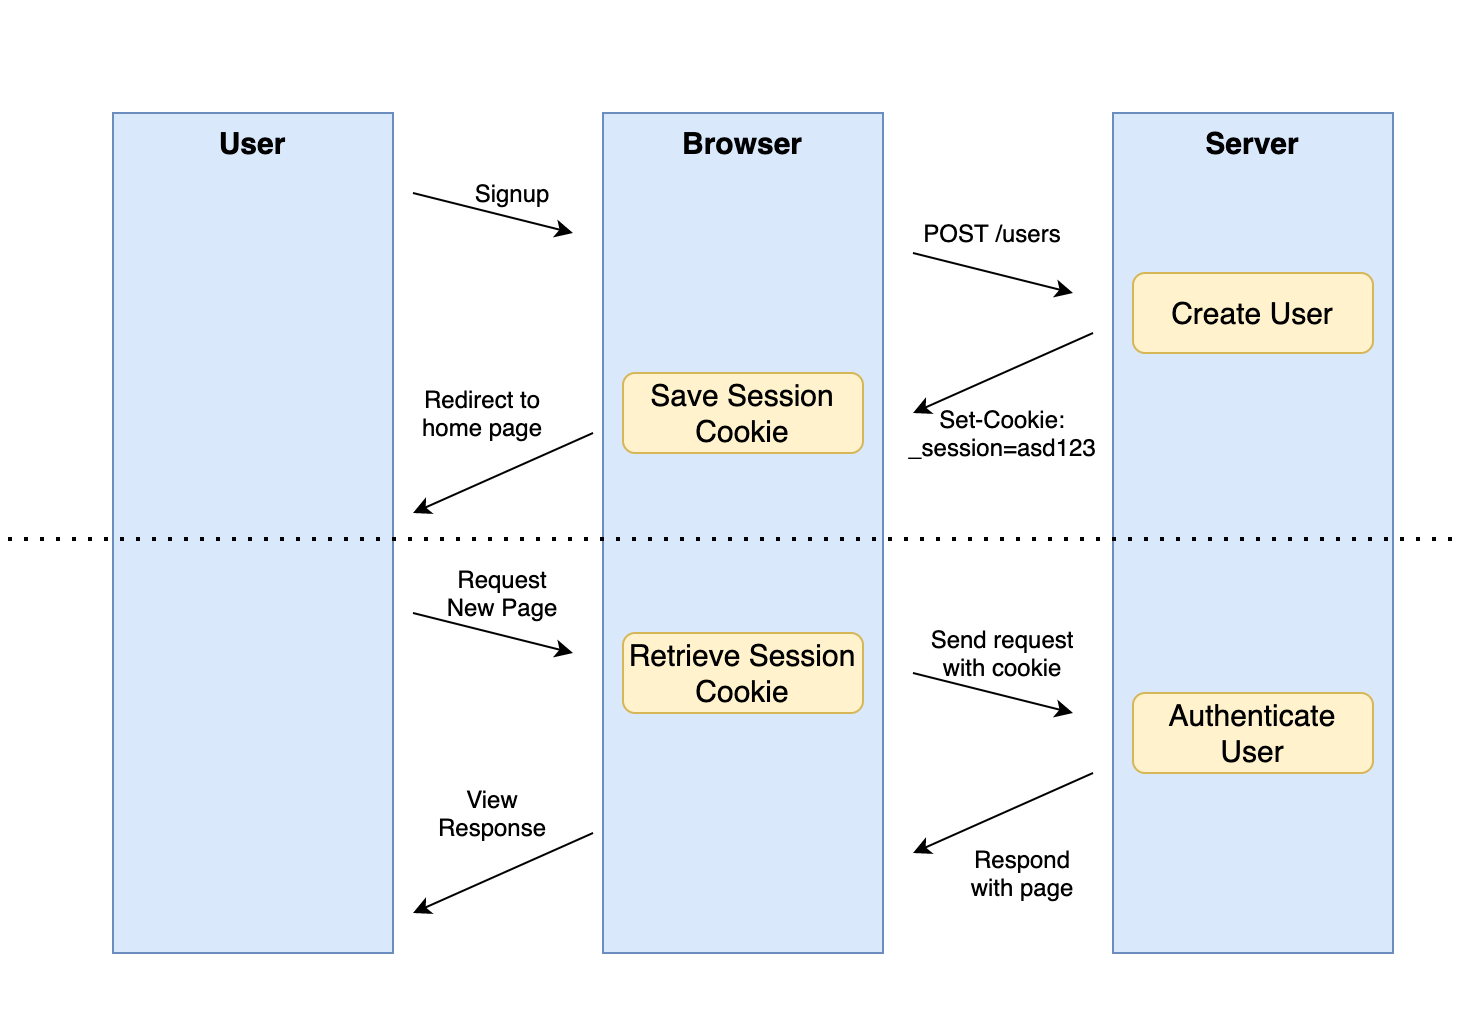 User
Browser
Server
Signup
POST /users
Create User
Save Session
Cookie
Redirect to
home page
Set-Cookie:
_session=asd123
Request
New Page
Retrieve Session
Cookie
Send request
with cookie
Authenticate
User
View
Response
Respond
with page